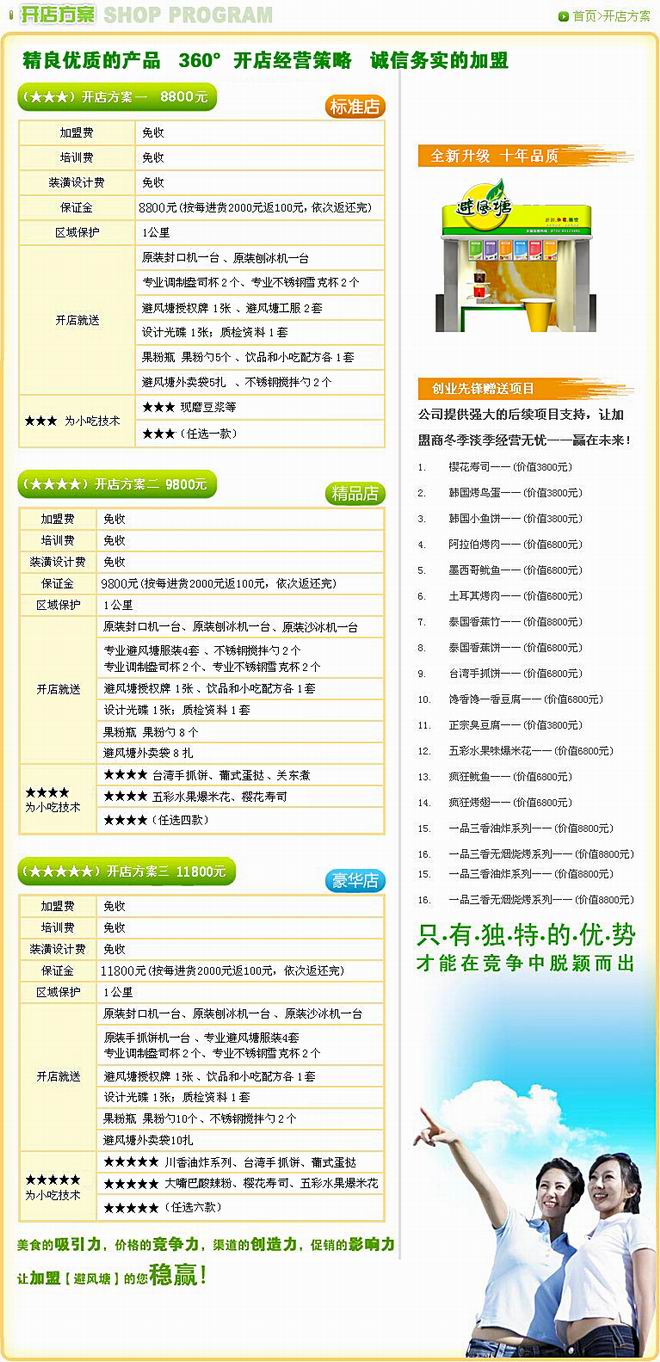 开店方案 SHOP PROGRAM
首页>开店方案
精良优质的产品 360°开店经营策略 诚信务实的加盟
(★★★) 开店方案一 8800元
标准店
加盟费 免收
培训费 免收
装潢设计费 免收
保证金 8800元(按每进货2000元返100元，依次返还完)
区域保护 1公里
开店就送
原装封口机一台、原装刨冰机一台
专业调制盎司杯2个、专业不锈钢雪克杯2个
避风塘授权牌 1张 、避风塘工服2套
设计光碟 1张；质检资料1套
果粉瓶 果粉勺5个 、饮品和小吃配方各1套
避风塘外卖袋5扎 、不锈钢搅拌勺2个
★★★ 为小吃技术
★★★ 现磨豆浆等
★★★（任选一款）
(★★★★) 开店方案二 9800元
精品店
加盟费 免收
培训费 免收
装潢设计费 免收
保证金 9800元(按每进货2000元返100元，依次返还完)
区域保护 1公里
开店就送
原装封口机一台、原装刨冰机一台、原装沙冰机一台
专业避风塘服装4套 、不锈钢搅拌勺2个
专业调制盎司杯2个、专业不锈钢雪克杯2个
避风塘授权牌 1张 、饮品和小吃配方各1套
设计光碟 1张；质检资料1套
果粉瓶 果粉勺8个
避风塘外卖袋8扎
★★★★
为小吃技术
★★★★ 台湾手抓饼、葡式蛋挞、关东煮
★★★★ 五彩水果爆米花、樱花寿司
★★★★（任选四款）
(★★★★★) 开店方案三 11800元
豪华店
加盟费 免收
培训费 免收
装潢设计费 免收
保证金 11800元(按每进货2000元返100元，依次返还完)
区域保护 1公里
开店就送
原装封口机一台、原装刨冰机一台、原装沙冰机一台
原装手抓饼机一台 、专业避风塘服装4套
专业调制盎司杯2个、专业不锈钢雪克杯2个
避风塘授权牌 1张 、饮品和小吃配方各1套
设计光碟 1张；质检资料1套
果粉瓶 果粉勺10个、不锈钢搅拌勺2个
避风塘外卖袋10扎
★★★★★
为小吃技术
★★★★★ 川香油炸系列、台湾手抓饼、葡式蛋挞
★★★★★ 大嘴巴酸辣粉、樱花寿司、五彩水果爆米花
★★★★★（任选六款）
美食的吸引力，价格的竞争力，渠道的创造力，促销的影响力
让加盟【避风塘】的您稳赢！
全新升级 十年品质
避风塘
创业先锋赠送项目
公司提供强大的后续项目支持，让加
盟商冬季淡季经营无忧——赢在未来！
1. 樱花寿司——(价值3800元)
2. 韩国烤鸟蛋——(价值3800元)
3. 韩国小鱼饼——(价值3800元)
4. 阿拉伯烤肉——(价值6800元)
5. 墨西哥鱿鱼——(价值6800元)
6. 土耳其烤肉——(价值6800元)
7. 泰国香蕉竹——(价值8800元)
8. 泰国香蕉饼——(价值6800元)
9. 台湾手抓饼——(价值6800元)
10. 馋香馋一香豆腐——(价值6800元)
11. 正宗臭豆腐——(价值3800元)
12. 五彩水果味爆米花——(价值6800元)
13. 疯狂鱿鱼——(价值6800元)
14. 疯狂烤翅——(价值6800元)
15. 一品三香油炸系列——(价值8800元)
16. 一品三香无烟烧烤系列——(价值8800元)
15. 一品三香油炸系列——(价值8800元)
16. 一品三香无烟烧烤系列——(价值8800元)
只·有·独·特·的·优·势
才能在竞争中脱颖而出